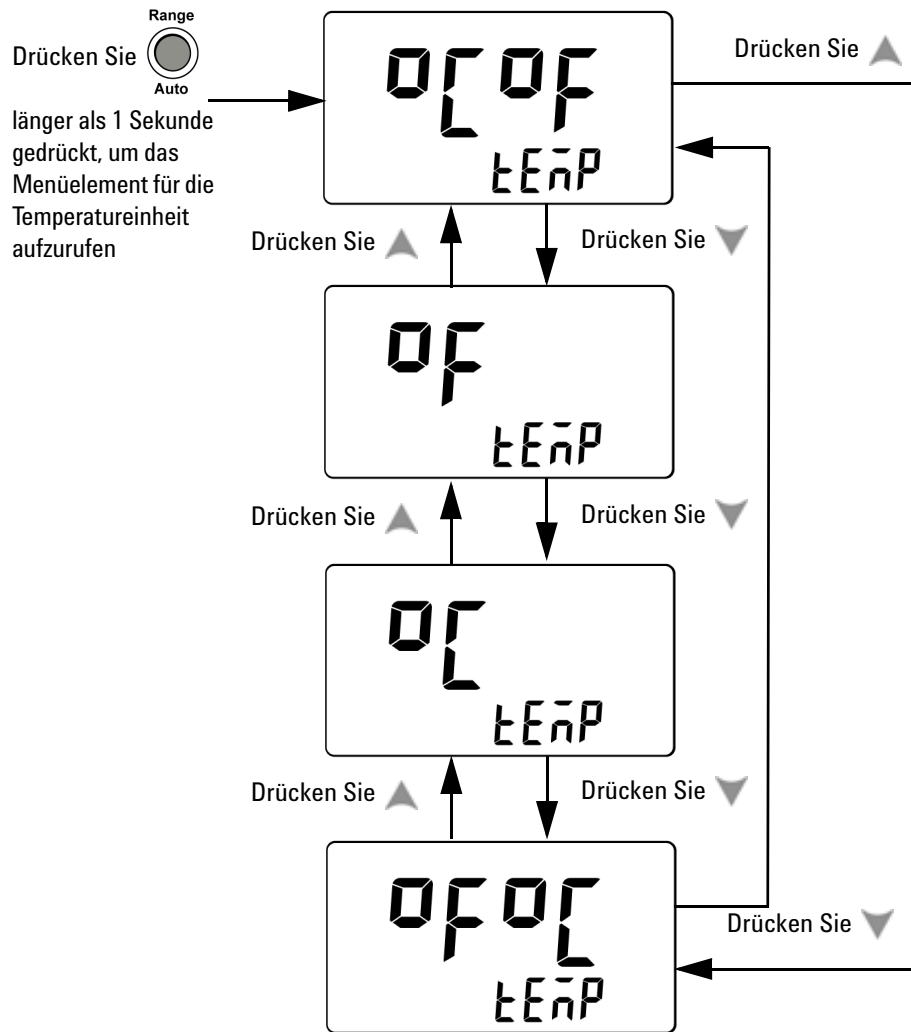 Range
Drücken Sie
Auto
länger als 1 Sekunde
gedrückt, um das
Menüelement für die
Temperatureinheit
aufzurufen
°C°F
tEmP
Drücken Sie
Drücken Sie
Drücken Sie
°F
tEmP
Drücken Sie
Drücken Sie
°C
tEmP
Drücken Sie
Drücken Sie
°F°C
tEmP
Drücken Sie